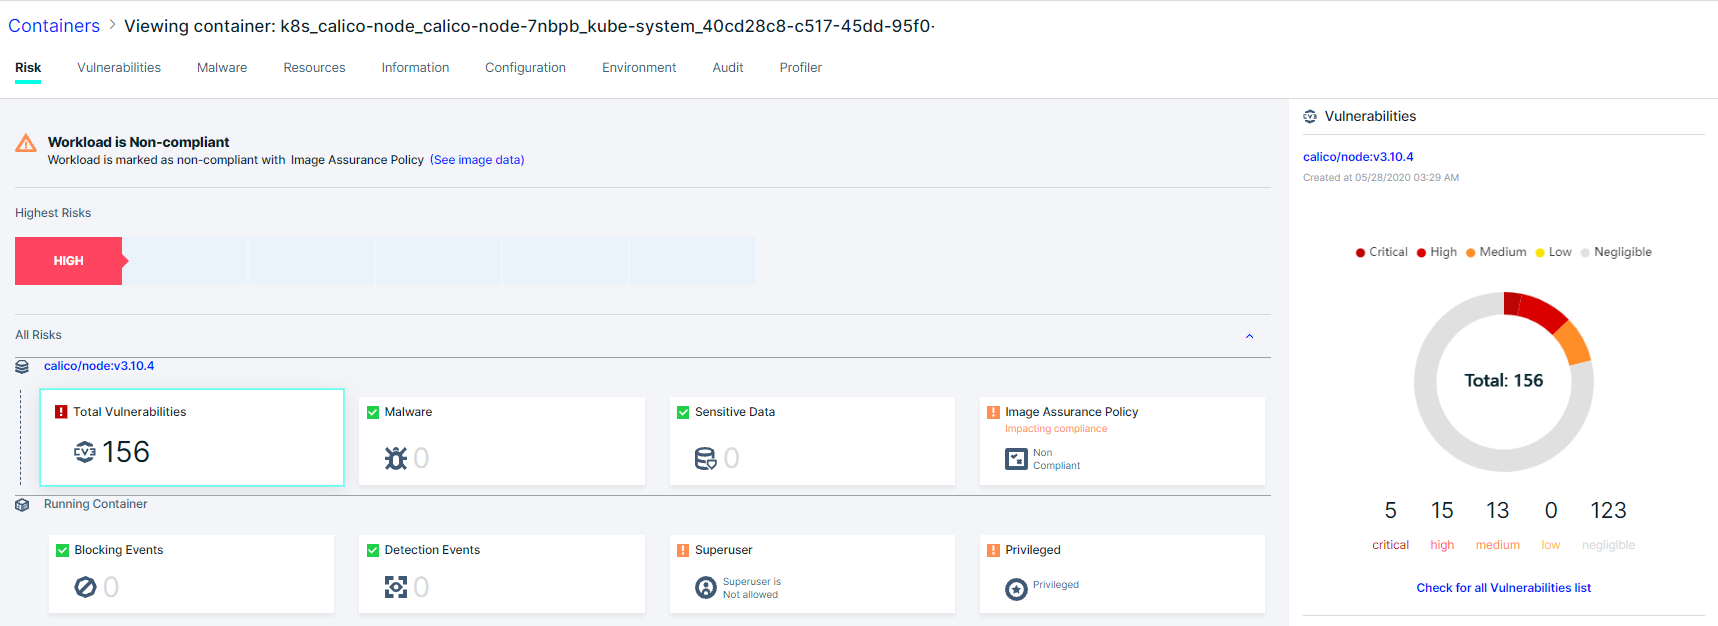 Containers > Viewing container: k8s_calico-node_calico-node-7nbpb_kube-system_40cd28c8-c517-45dd-95f0-
Risk Vulnerabilities Malware Resources Information Configuration Environment Audit Profiler
Workload is Non-compliant
Workload is marked as non-compliant with Image Assurance Policy (See image data)
Highest Risks
HIGH
All Risks
calico/node:v3.10.4
Total Vulnerabilities
CVE 156
Malware
0
Sensitive Data
0
Image Assurance Policy
Impacting compliance
Non
Compliant
Running Container
Blocking Events
0
Detection Events
0
Superuser
Superuser is
Not allowed
Privileged
Privileged
CVE Vulnerabilities
calico/node:v3.10.4
Created at 05/28/2020 03:29 AM
Critical High Medium Low Negligible
Total: 156
5 15 13 0 123
critical high medium low negligible
Check for all Vulnerabilities list